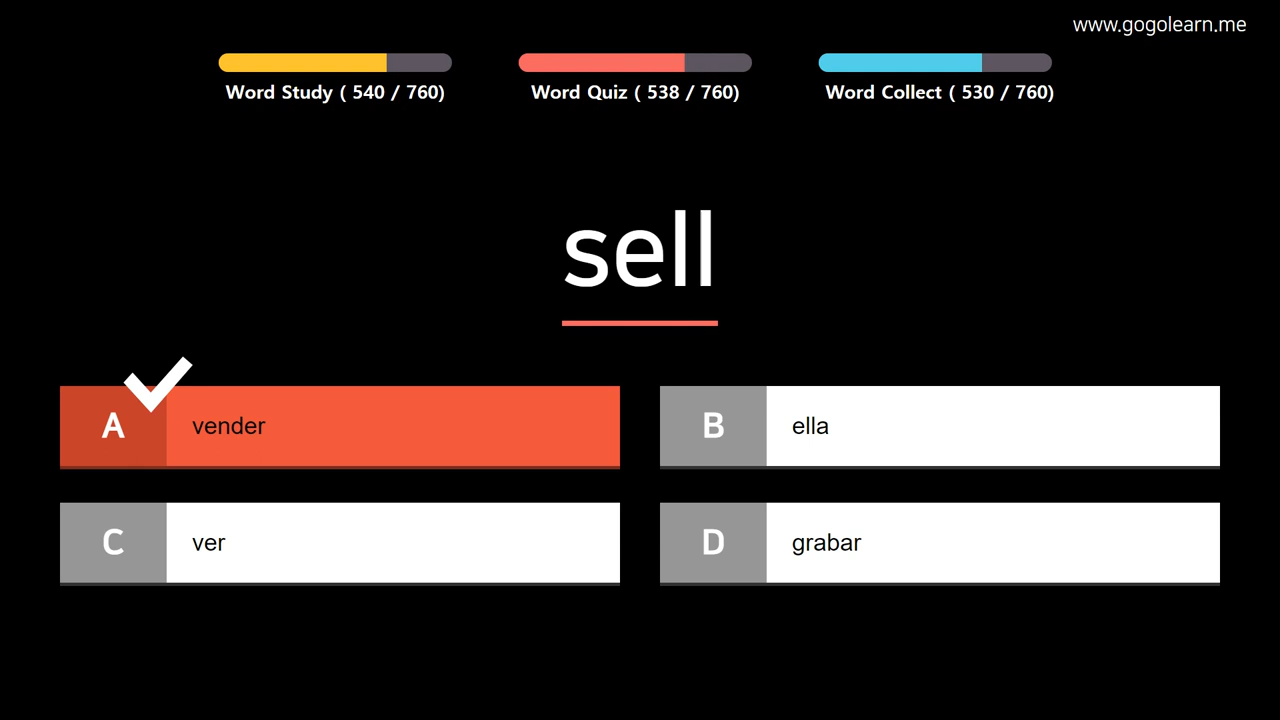 www.gogolearn.me
Word Study ( 540 / 760)
Word Quiz ( 538 / 760)
Word Collect ( 530 / 760)
sell
A vender
B ella
C ver
D grabar